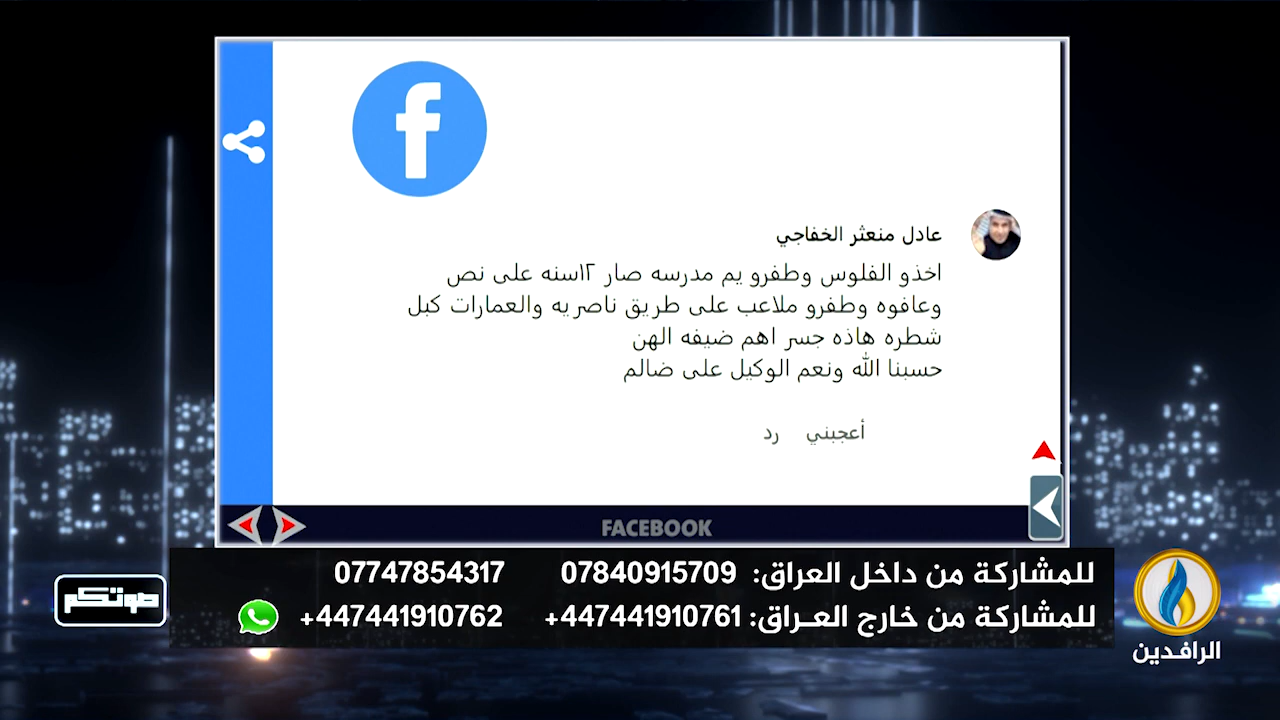 f
عادل منعثر الخفاجي
اخذو الفلوس وطفرو يم مدرسه صار ١٢سنه على نص
وعافوه وطفرو ملاعب على طريق ناصريه والعمارات كبل
شطره هاذه جسر اهم ضيفه الهن
حسبنا الله ونعم الوكيل على ضالم
أعجبني رد
FACEBOOK
للمشاركة من داخل العراق: 07840915709 07747854317
للمشاركة من خارج العـراق: 447441910761+ 447441910762+
صوتكم
الرافدين